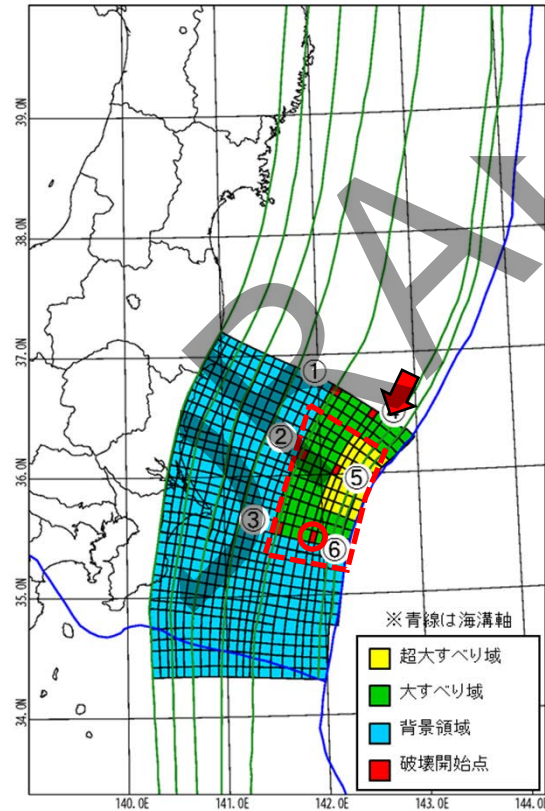 39.0N
38.0N
37.0N
36.0N
35.0N
34.0N
①
④
②
⑤
③
⑥
※青線は海溝軸
超大すべり域
大すべり域
背景領域
破壊開始点
140.0E
141.0E
142.0E
143.0E
144.0E